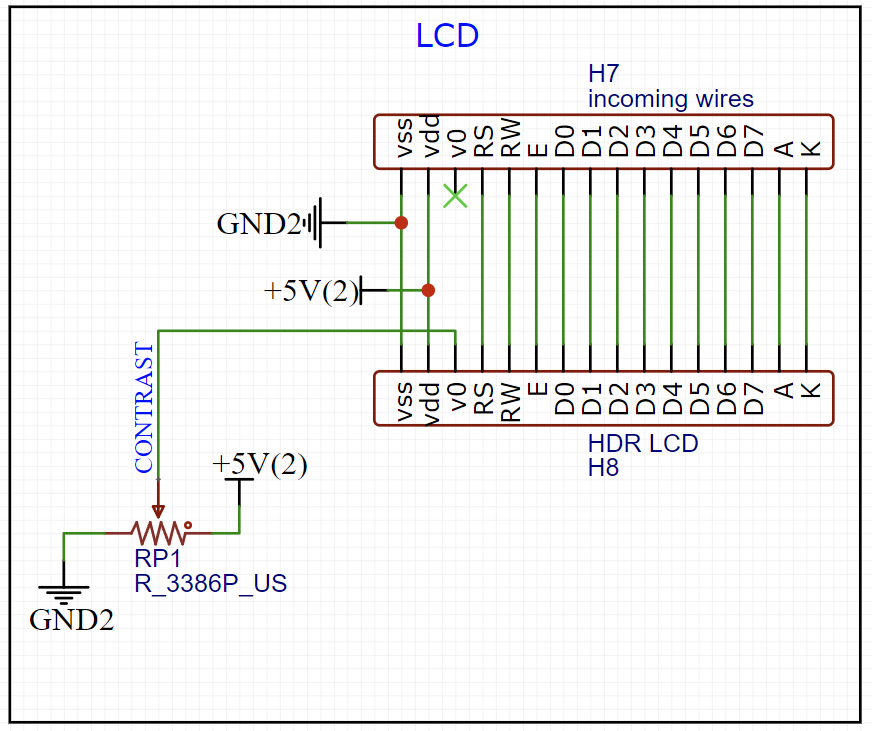 LCD
H7
incoming wires
vss vdd v0 RS RW E D0 D1 D2 D3 D4 D5 D6 D7 A K
GND2
+5V(2)
CONTRAST
vss vdd v0 RS RW E D0 D1 D2 D3 D4 D5 D6 D7 A K
HDR LCD
H8
+5V(2)
RP1
R_3386P_US
GND2